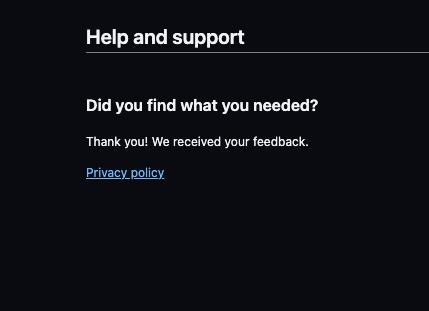 Help and support
Did you find what you needed?
Thank you! We received your feedback.
Privacy policy